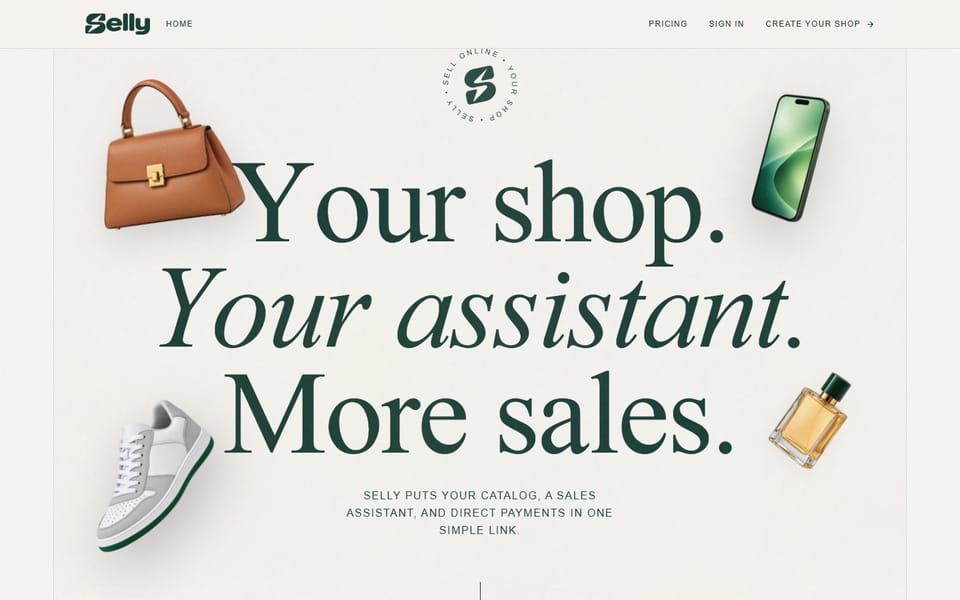 Selly
HOME
PRICING
SIGN IN
CREATE YOUR SHOP →
SELL ONLINE • YOUR SHOP • SELLY •
S
Your shop.
Your assistant.
More sales.
SELLY PUTS YOUR CATALOG, A SALES
ASSISTANT, AND DIRECT PAYMENTS IN ONE
SIMPLE LINK.